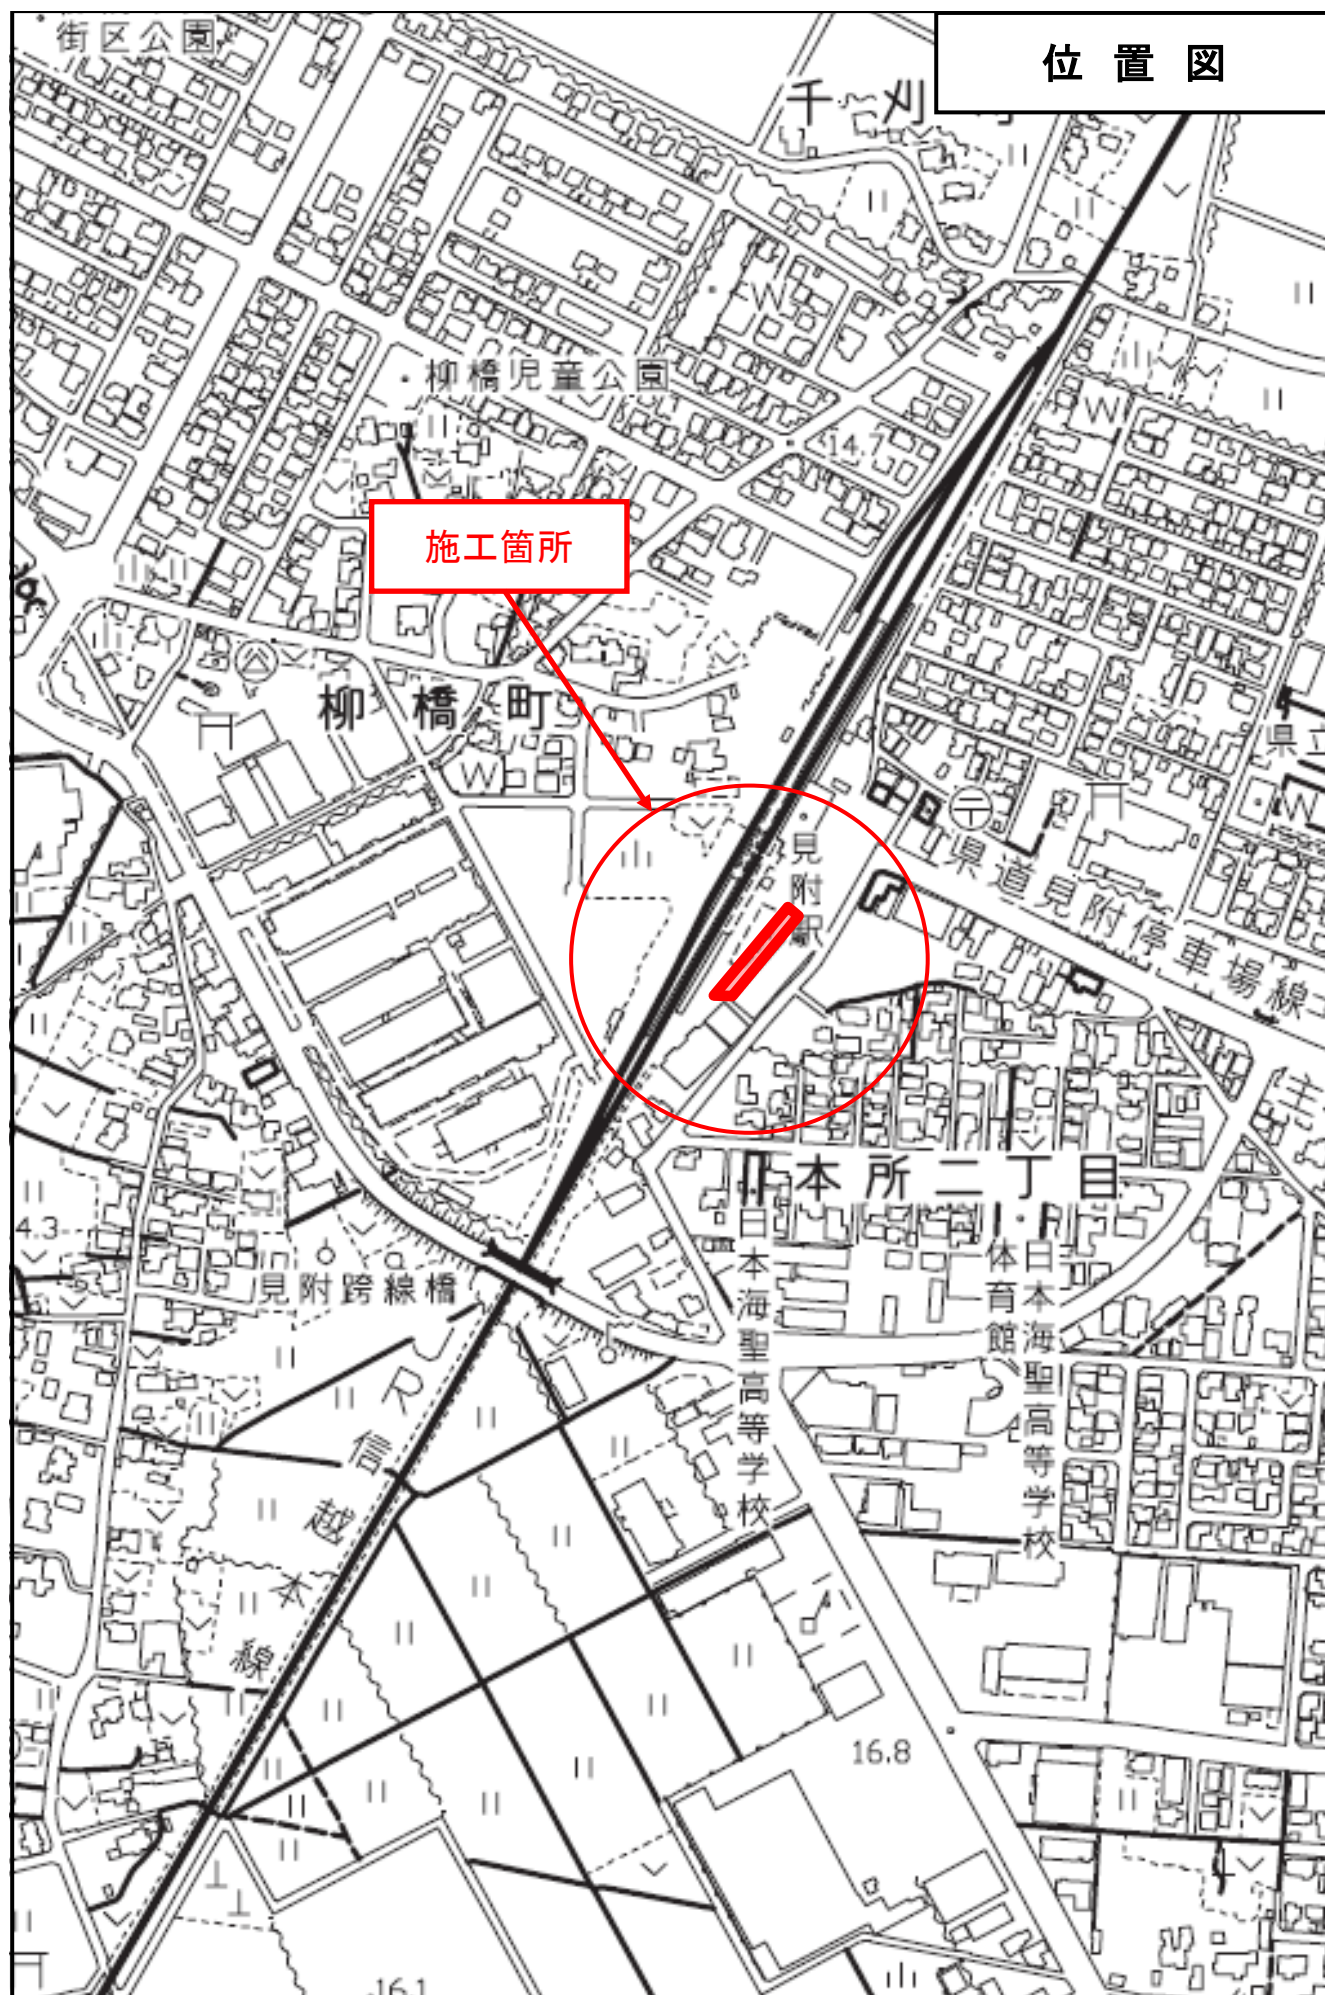 街区公園
位置図
千刈
柳橋児童公園
W
W
14.7
施工箇所
柳橋町
W
県立
W
見附駅
県道見附停車場線
本所二丁目
4.3
見附跨線橋
日本海聖高等学校
日本海聖高等学校
体育館
主
JR信越本線
16.8
16.1